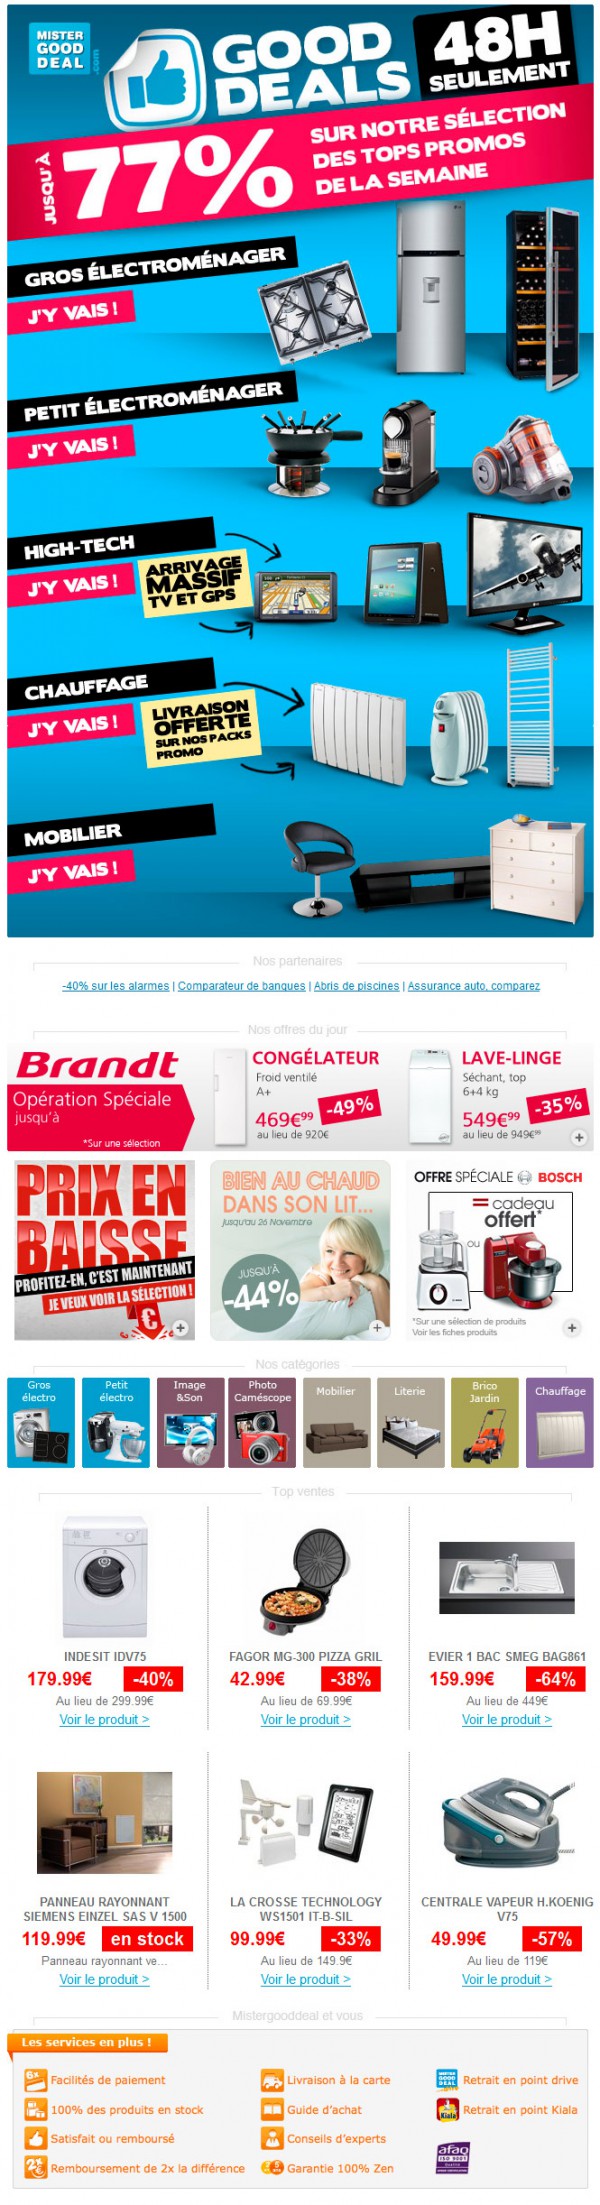 MISTER
GOOD
DEAL
.com
GOOD
DEALS
48H
SEULEMENT
JUSQU'À
77%
SUR NOTRE SÉLECTION
DES TOPS PROMOS
DE LA SEMAINE
GROS ÉLECTROMÉNAGER
J'Y VAIS !
PETIT ÉLECTROMÉNAGER
J'Y VAIS !
HIGH-TECH
J'Y VAIS !
ARRIVAGE
MASSIF
TV ET GPS
CHAUFFAGE
J'Y VAIS !
LIVRAISON
OFFERTE
SUR NOS PACKS
PROMO
MOBILIER
J'Y VAIS !
Nos partenaires
-40% sur les alarmes | Comparateur de banques | Abris de piscines | Assurance auto, comparez
Nos offres du jour
Brandt
Opération Spéciale
jusqu'à
*Sur une sélection
CONGÉLATEUR
Froid ventilé
A+
469€99
-49%
au lieu de 920€
LAVE-LINGE
Séchant, top
6+4 kg
549€99
-35%
au lieu de 949€99
PRIX EN
BAISSE
PROFITEZ-EN, C'EST MAINTENANT
JE VEUX VOIR LA SÉLECTION !
€
BIEN AU CHAUD
DANS SON LIT...
Jusqu'au 26 Novembre
JUSQU'À
-44%
OFFRE SPÉCIALE BOSCH
= cadeau
offert*
ou
*Sur une sélection de produits
Voir les fiches produits
Nos catégories
Gros
électro
Petit
électro
Image
&Son
Photo
Caméscope
Mobilier
Literie
Brico
Jardin
Chauffage
Top ventes
INDESIT IDV75
179.99€ -40%
Au lieu de 299.99€
Voir le produit >
FAGOR MG-300 PIZZA GRIL
42.99€ -38%
Au lieu de 69.99€
Voir le produit >
EVIER 1 BAC SMEG BAG861
159.99€ -64%
Au lieu de 449€
Voir le produit >
PANNEAU RAYONNANT
SIEMENS EINZEL SAS V 1500
119.99€ en stock
Panneau rayonnant ve...
Voir le produit >
LA CROSSE TECHNOLOGY
WS1501 IT-B-SIL
99.99€ -33%
Au lieu de 149.9€
Voir le produit >
CENTRALE VAPEUR H.KOENIG
V75
49.99€ -57%
Au lieu de 119€
Voir le produit >
Mistergooddeal et vous
Les services en plus !
6x Facilités de paiement
100% des produits en stock
Satisfait ou remboursé
2x€ Remboursement de 2x la différence
Livraison à la carte
Guide d'achat
Conseils d'experts
Garantie 100% Zen
MISTER
GOOD
DEAL
Retrait en point drive
Kiala Retrait en point Kiala
afaq
ISO 9001